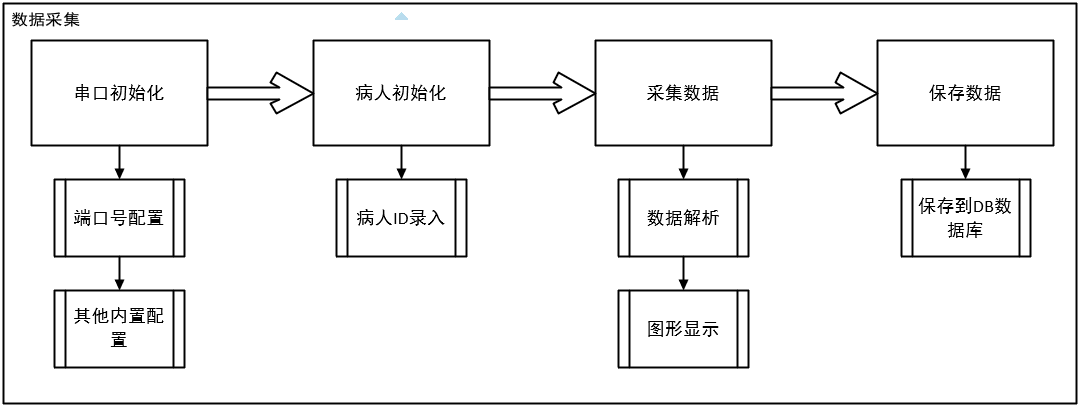 数据采集
串口初始化
病人初始化
采集数据
保存数据
端口号配置
病人ID录入
数据解析
保存到DB数
据库
其他内置配
置
图形显示